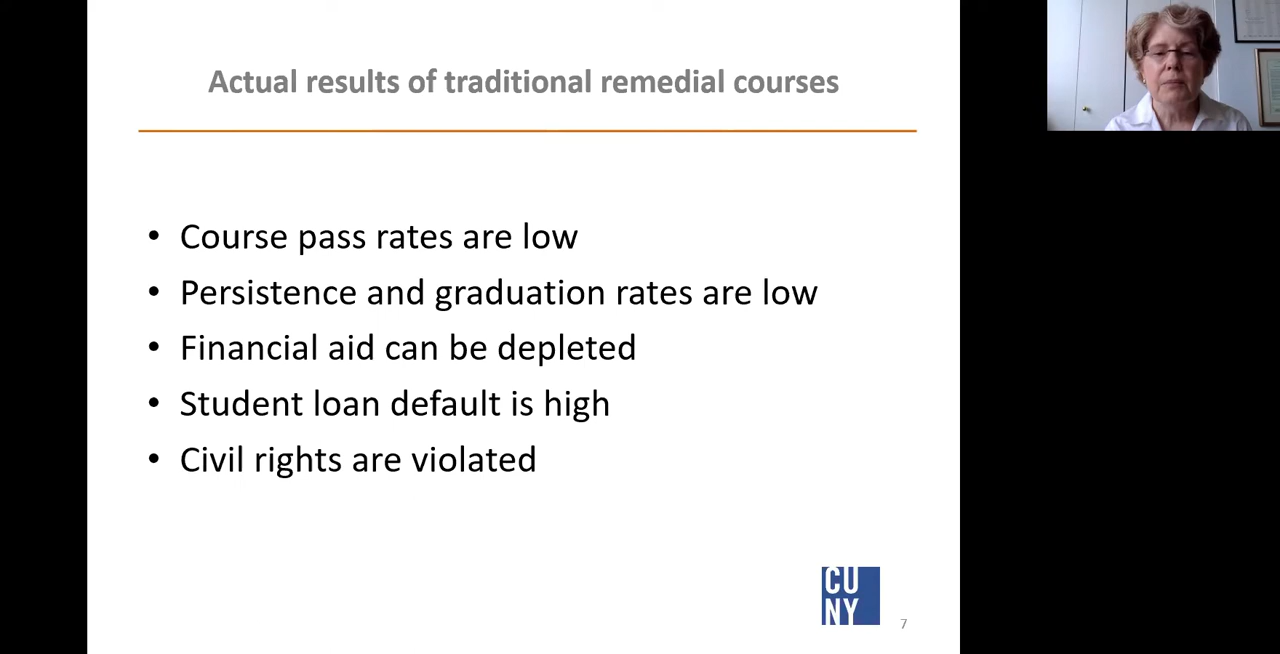 Actual results of traditional remedial courses
• Course pass rates are low
• Persistence and graduation rates are low
• Financial aid can be depleted
• Student loan default is high
• Civil rights are violated
CU
NY
7